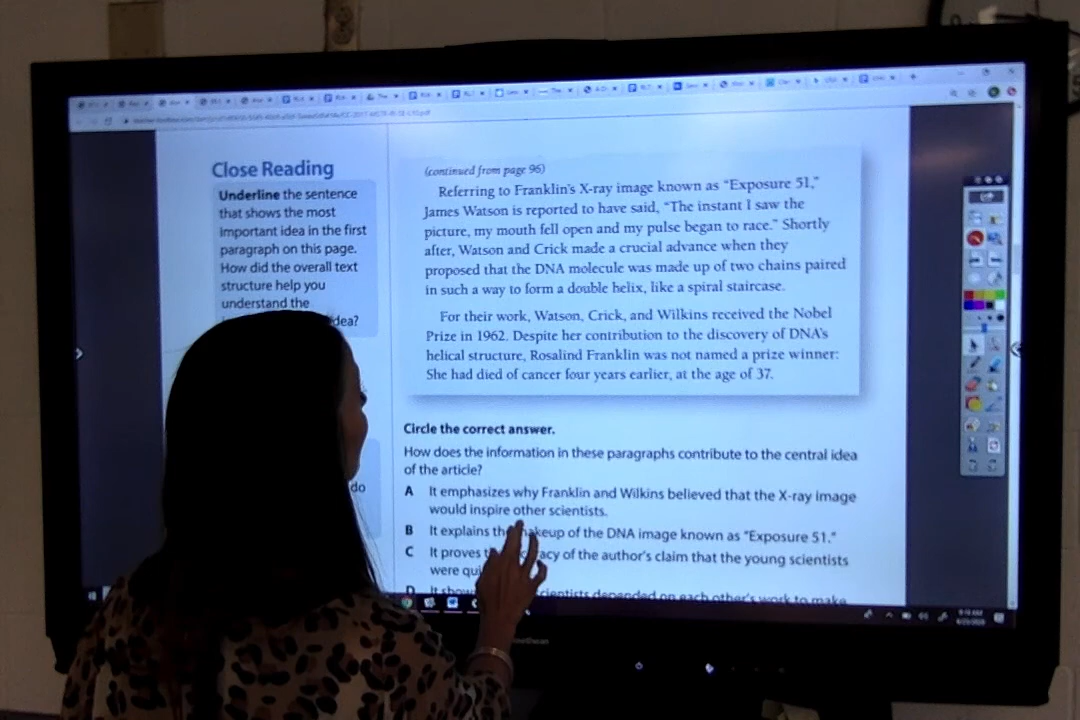 Close Reading
Underline the sentence
that shows the most
important idea in the first
paragraph on this page.
How did the overall text
structure help you
understand the
dea?
do
(continued from page 96)
Referring to Franklin's X-ray image known as "Exposure 51,"
James Watson is reported to have said, "The instant I saw the
picture, my mouth fell open and my pulse began to race." Shortly
after, Watson and Crick made a crucial advance when they
proposed that the DNA molecule was made up of two chains paired
in such a way to form a double helix, like a spiral staircase.
For their work, Watson, Crick, and Wilkins received the Nobel
Prize in 1962. Despite her contribution to the discovery of DNA's
helical structure, Rosalind Franklin was not named a prize winner:
She had died of cancer four years earlier, at the age of 37.
Circle the correct answer.
How does the information in these paragraphs contribute to the central idea
of the article?
A It emphasizes why Franklin and Wilkins believed that the X-ray image
would inspire other scientists.
B It explains the makeup of the DNA image known as "Exposure 51."
C It proves acy of the author's claim that the young scientists
were qui
D It show cientists depended on each other's work to make